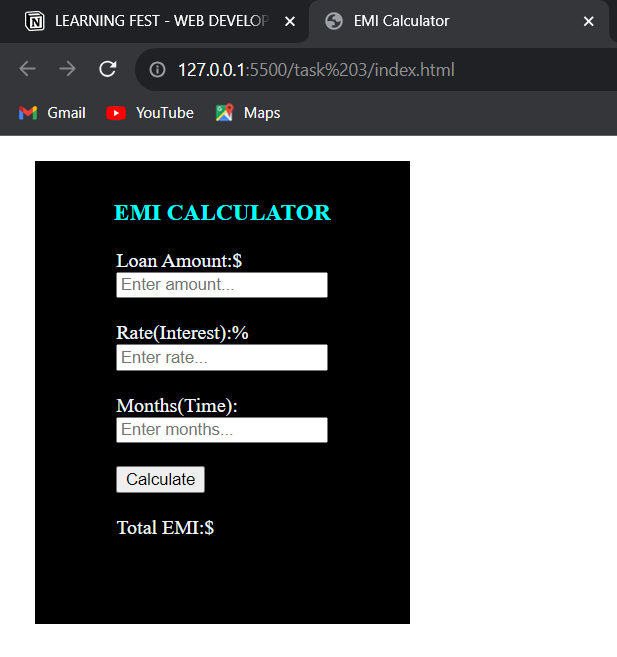 LEARNING FEST - WEB DEVELOP
EMI Calculator
127.0.0.1:5500/task%203/index.html
Gmail
YouTube
Maps
EMI CALCULATOR
Loan Amount:$
Enter amount...
Rate(Interest):%
Enter rate...
Months(Time):
Enter months...
Calculate
Total EMI:$